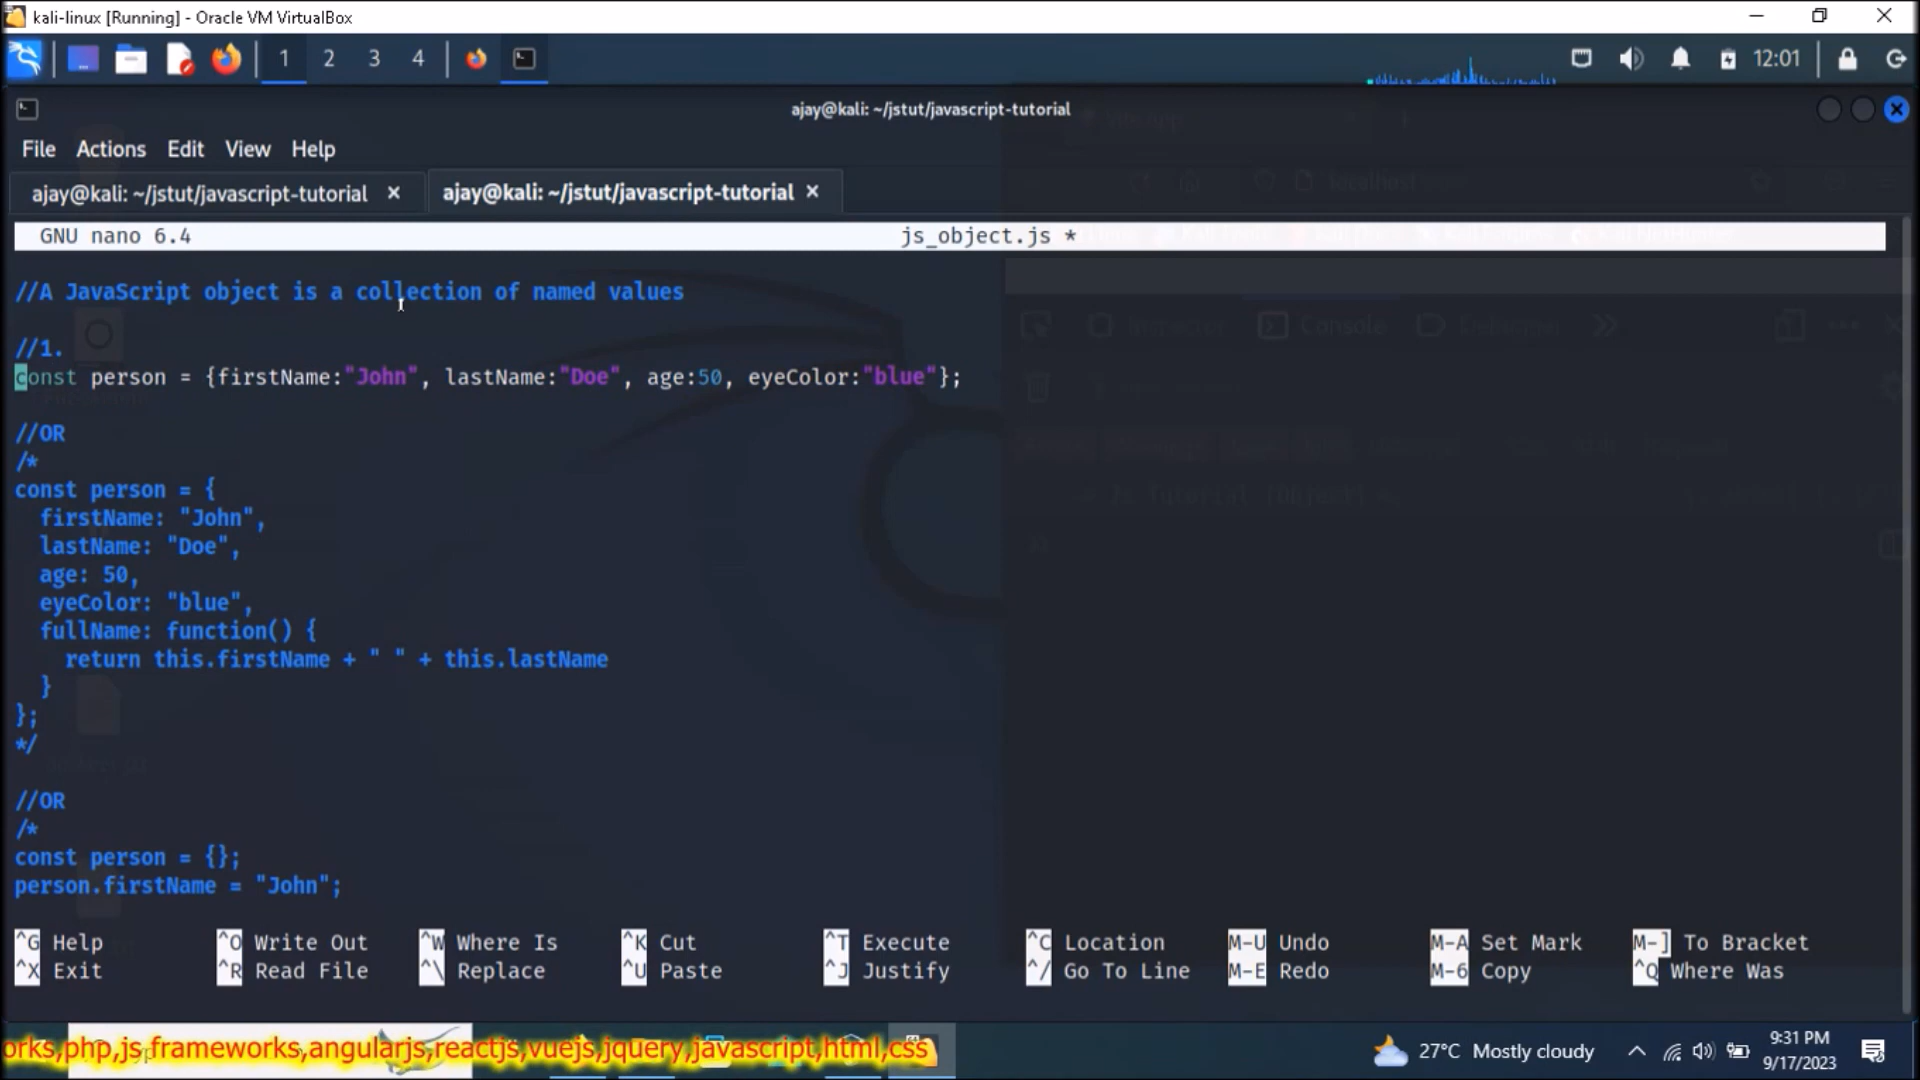 kali-linux [Running] - Oracle VM VirtualBox
1 2 3 4
12:01
ajay@kali: ~/jstut/javascript-tutorial
File Actions Edit View Help
ajay@kali: ~/jstut/javascript-tutorial × ajay@kali: ~/jstut/javascript-tutorial ×
localhost
GNU nano 6.4 js_object.js *
//A JavaScript object is a collection of named values
Inspector Console Debugger
//1.
const person = {firstName:"John", lastName:"Doe", age:50, eyeColor:"blue"};
//OR
/*
const person = {
firstName: "John",
lastName: "Doe",
age: 50,
eyeColor: "blue",
fullName: function() {
return this.firstName + " " + this.lastName
}
};
*/
//OR
/*
const person = {};
person.firstName = "John";
^G Help ^O Write Out ^W Where Is ^K Cut ^T Execute ^C Location M-U Undo M-A Set Mark M-] To Bracket
^X Exit ^R Read File ^\ Replace ^U Paste ^J Justify ^/ Go To Line M-E Redo M-6 Copy ^Q Where Was
orks,php,js frameworks,angularjs,reactjs,vuejs,jquery,javascript,html,css
27°C Mostly cloudy
9:31 PM
9/17/2023